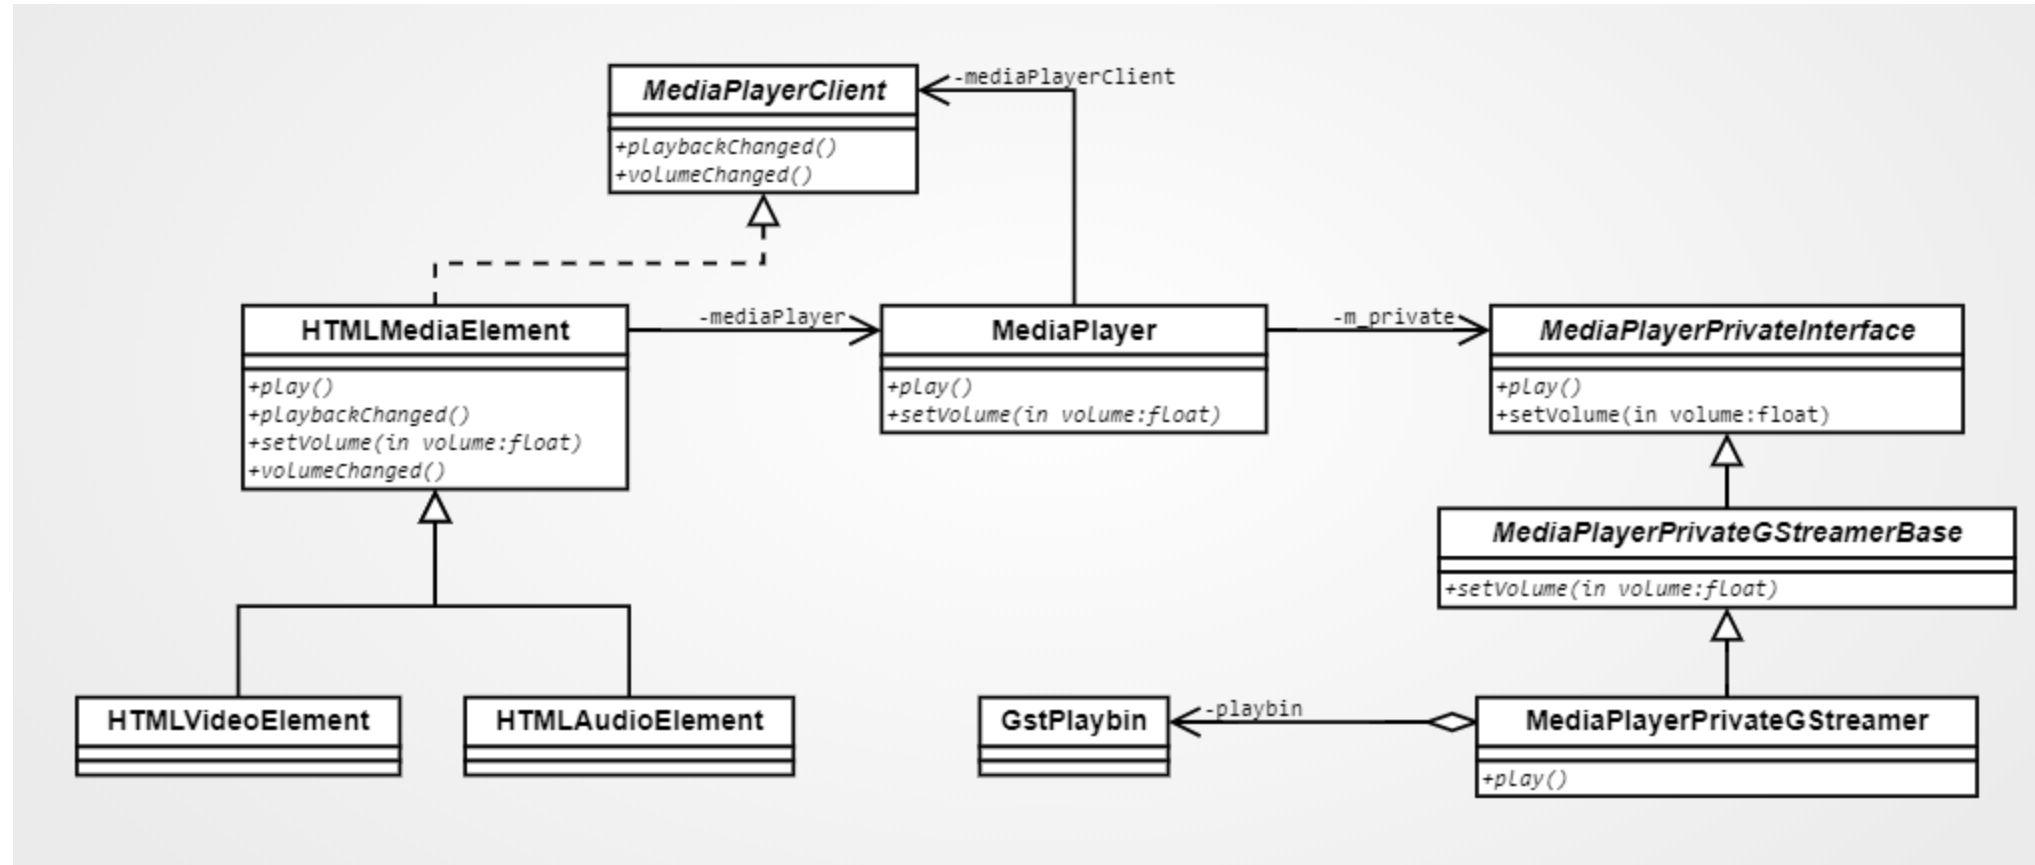 MediaPlayerClient
-mediaPlayerClient
+playbackChanged()
+volumeChanged()
HTMLMediaElement
+play()
+playbackChanged()
+setVolume(in volume:float)
+volumeChanged()
-mediaPlayer
MediaPlayer
+play()
+setVolume(in volume:float)
-m_private
MediaPlayerPrivateInterface
+play()
+setVolume(in volume:float)
MediaPlayerPrivateGStreamerBase
+setVolume(in volume:float)
HTMLVideoElement
HTMLAudioElement
GstPlaybin
-playbin
MediaPlayerPrivateGStreamer
+play()